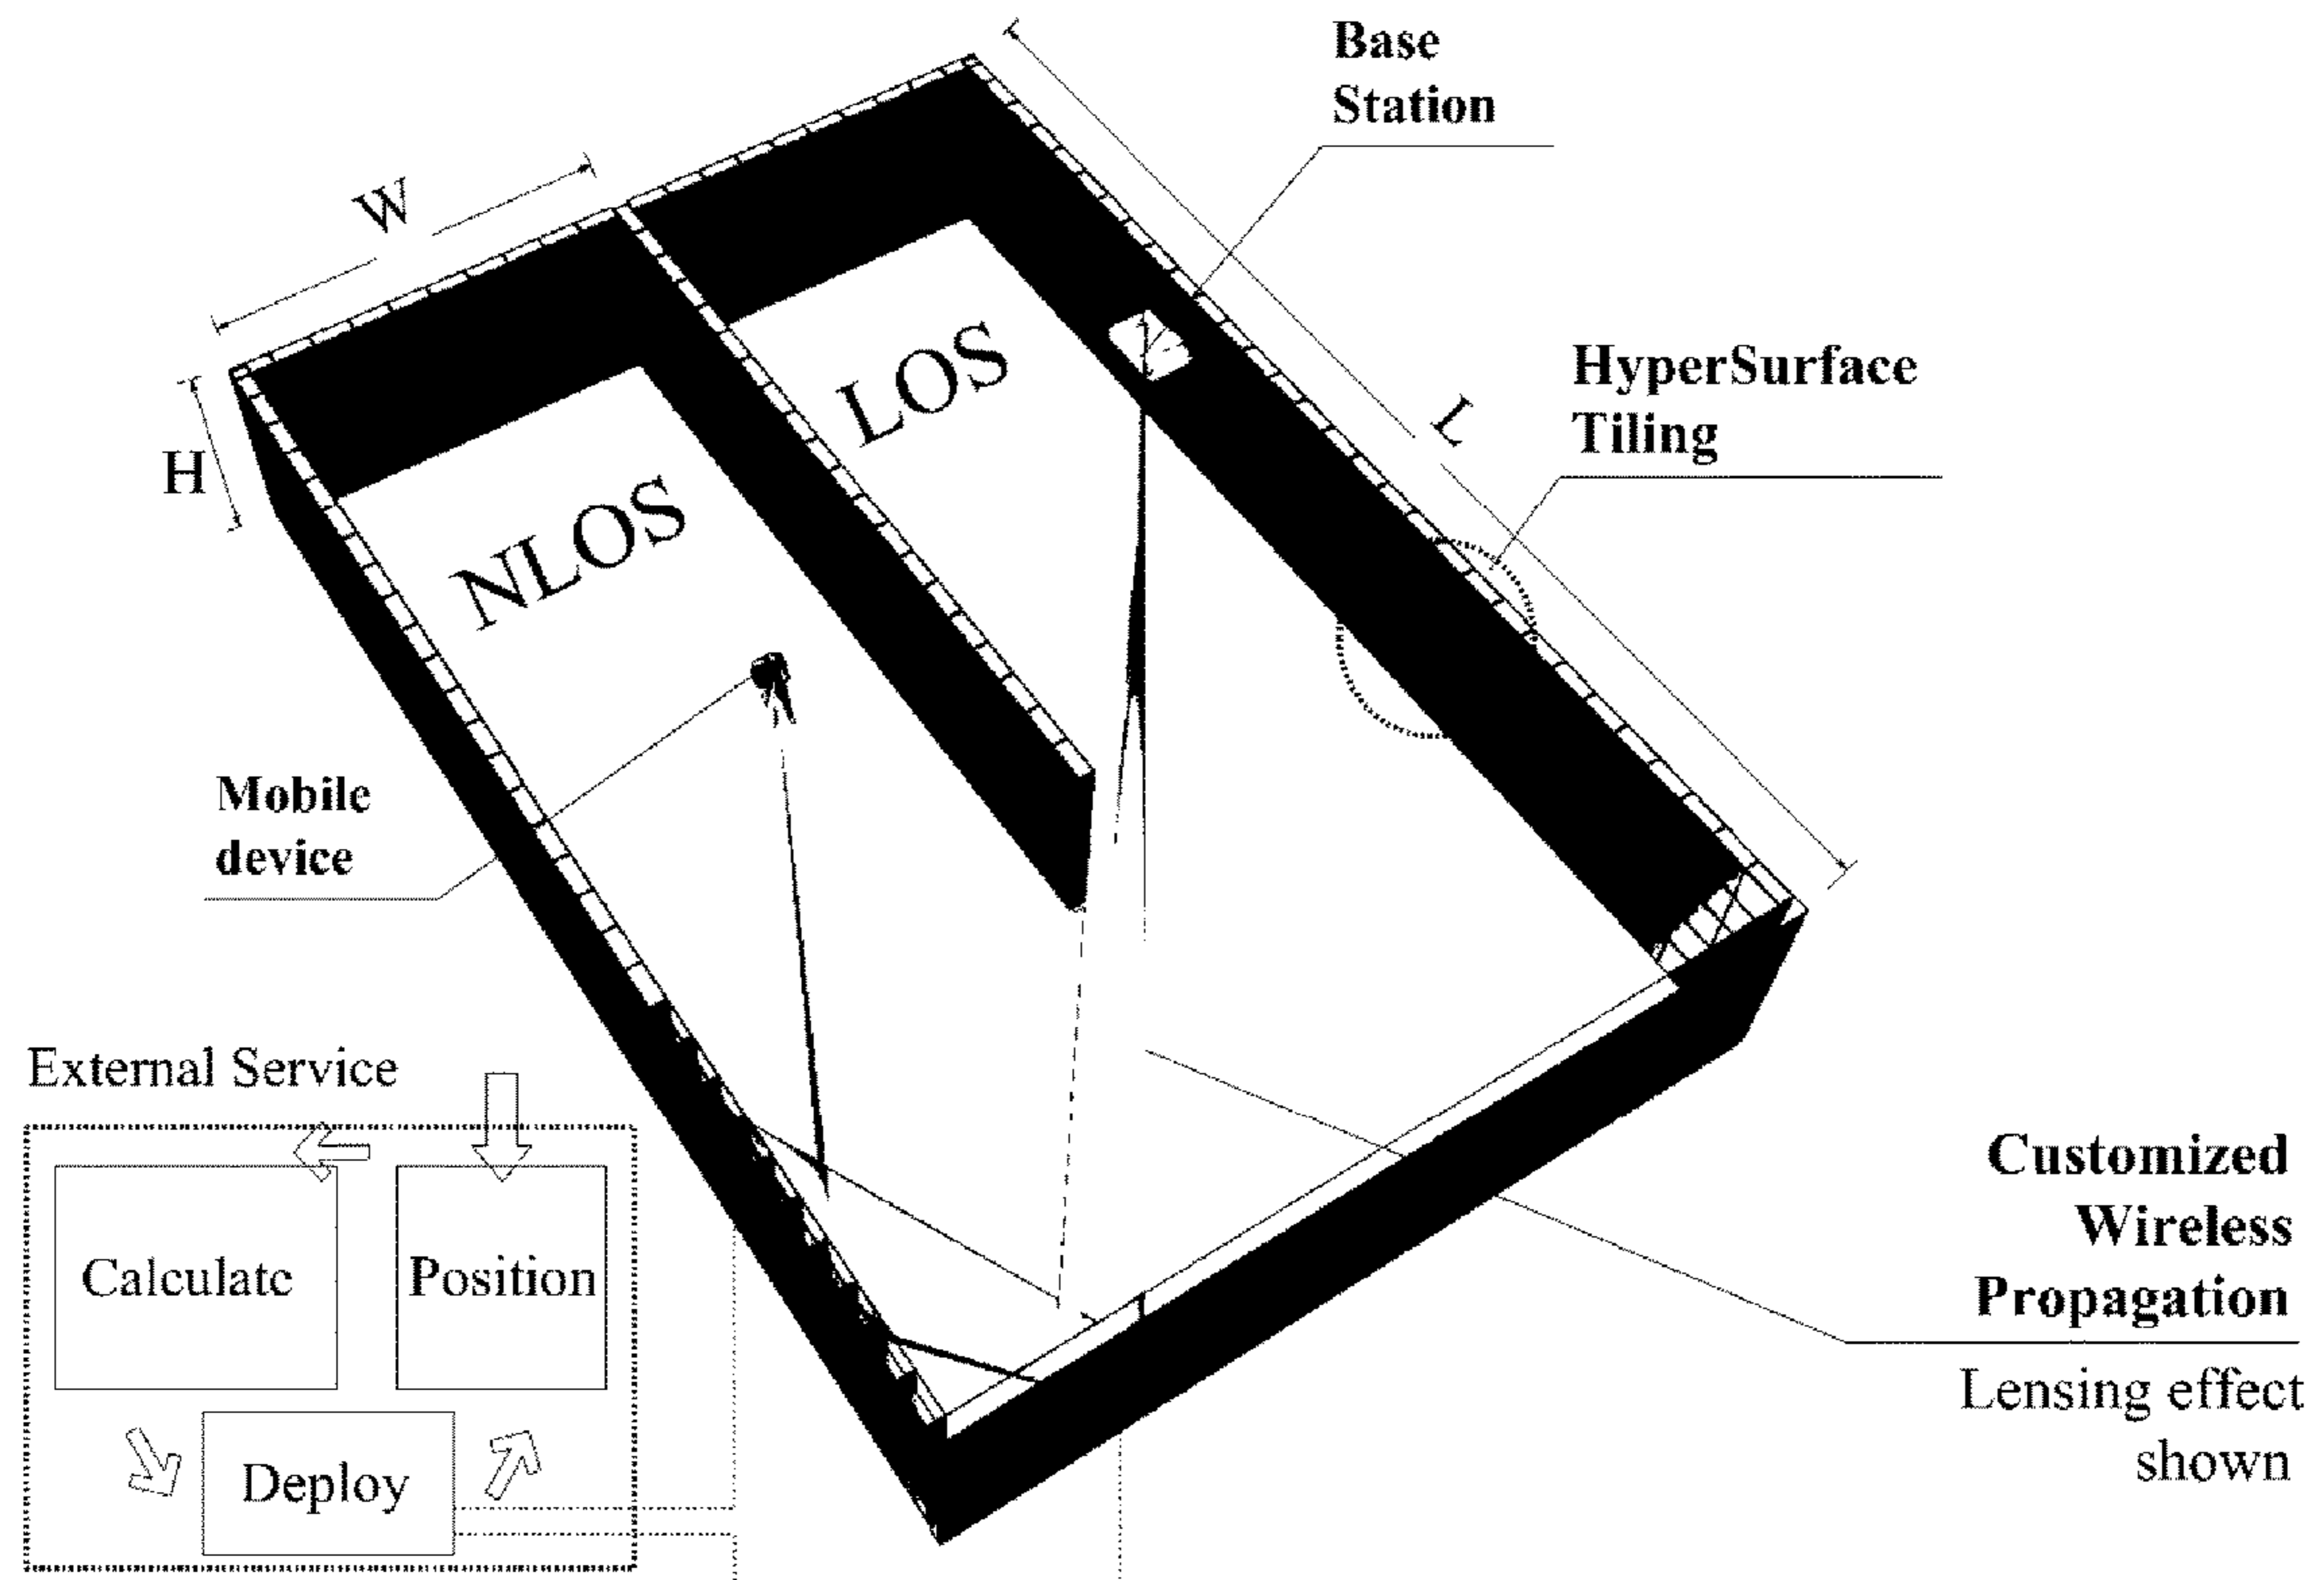 Base
Station
W
HyperSurface
Tiling
LOS
L
H
NLOS
Mobile
device
External Service
Calculate
Position
Deploy
Customized
Wireless
Propagation
Lensing effect
shown